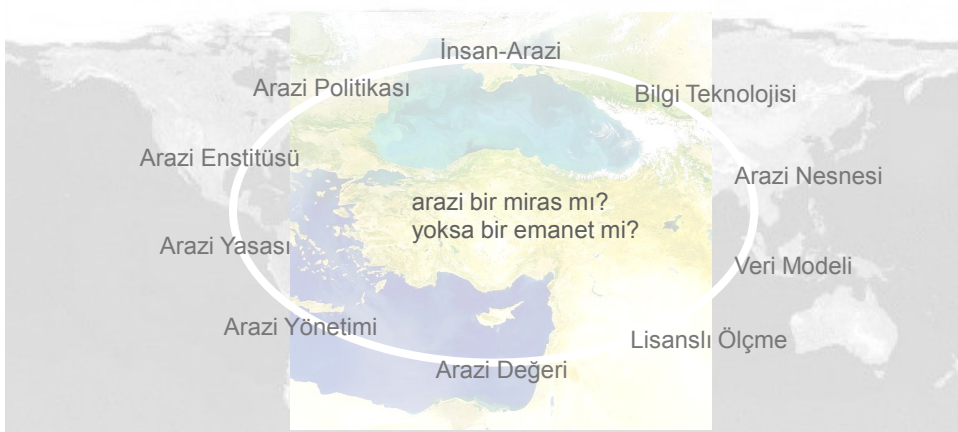 İnsan-Arazi
Arazi Politikası
Bilgi Teknolojisi
Arazi Enstitüsü
Arazi Nesnesi
arazi bir miras mı?
yoksa bir emanet mi?
Arazi Yasası
Veri Modeli
Arazi Yönetimi
Lisanslı Ölçme
Arazi Değeri